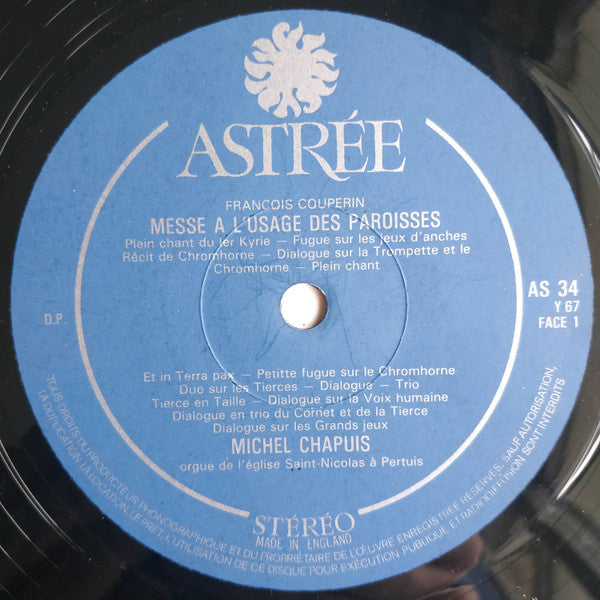 ASTRÉE
FRANÇOIS COUPERIN
MESSE A L'USAGE DES PAROISSES
Plein chant du Ier Kyrie — Fugue sur les jeux d'anches
Récit de Chromhorne — Dialogue sur la Trompette et le
Chromhorne — Plein chant
AS 34
Y 67
FACE 1
D.P.
Et in Terra pax — Petitte fugue sur le Chromhorne
Duo sur les Tierces — Dialogue — Trio
Tierce en Taille — Dialogue sur la Voix humaine
Dialogue en trio du Cornet et de la Tierce
Dialogue sur les Grands jeux
MICHEL CHAPUIS
orgue de l'église Saint-Nicolas à Pertuis
STÉRÉO
MADE IN ENGLAND
TOUS DROITS DU PRODUCTEUR PHONOGRAPHIQUE ET DU PROPRIÉTAIRE DE L'ŒUVRE ENREGISTRÉE RÉSERVÉS. SAUF AUTORISATION,
LA DUPLICATION, LA LOCATION, LE PRÊT, L'UTILISATION DE CE DISQUE POUR EXÉCUTION PUBLIQUE ET RADIODIFFUSION SONT INTERDITS